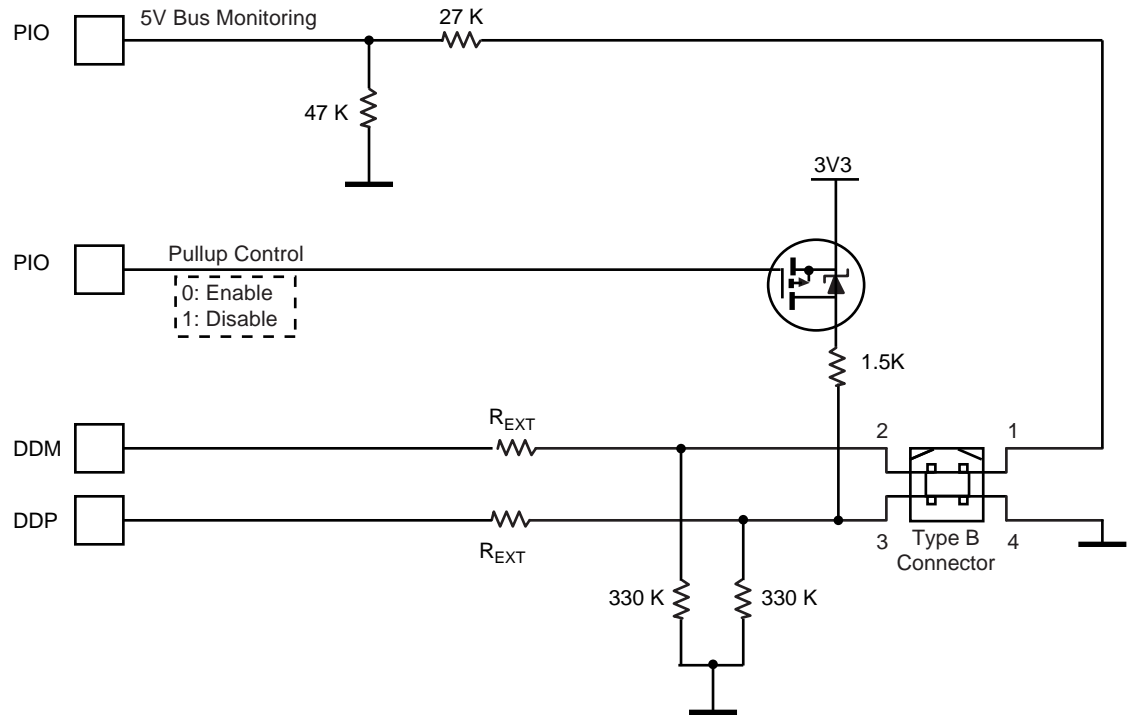 5V Bus Monitoring
27 K
PIO
47 K
3V3
PIO
Pullup Control
0: Enable
1: Disable
1.5K
REXT
2
1
DDM
DDP
REXT
3
Type B
Connector
4
330 K
330 K